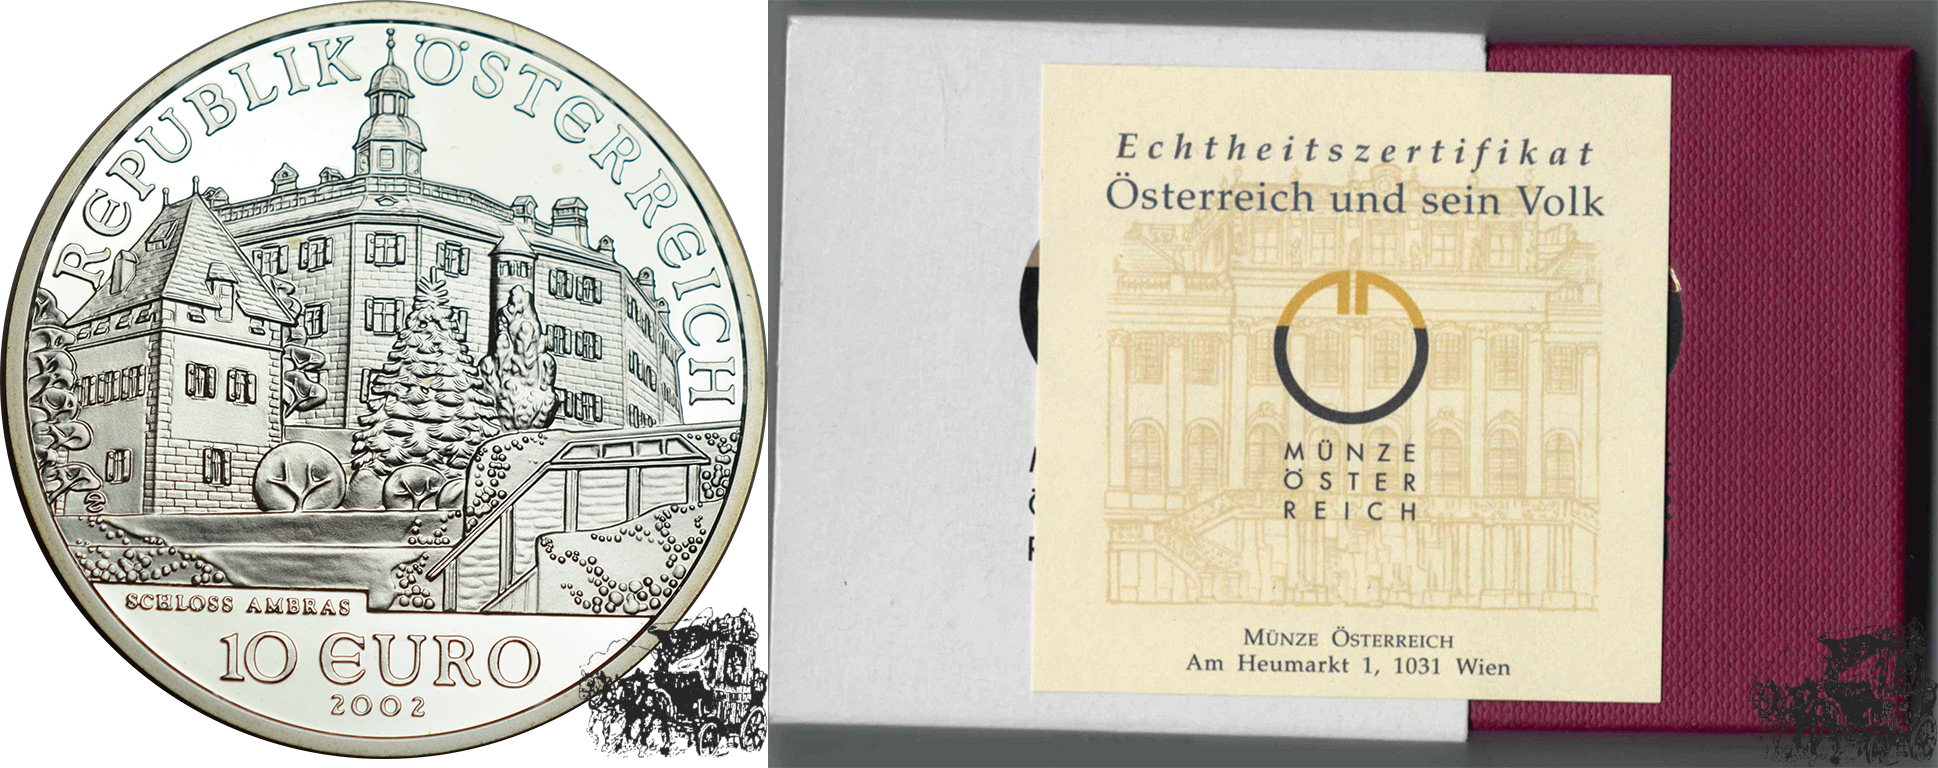 REPUBLIK ÖSTERREICH
SCHLOSS AMBRAS
10 EURO
2002
Echtheitszertifikat
Österreich und sein Volk
MÜNZE
ÖSTER
REICH
MÜNZE ÖSTERREICH
Am Heumarkt 1, 1031 Wien